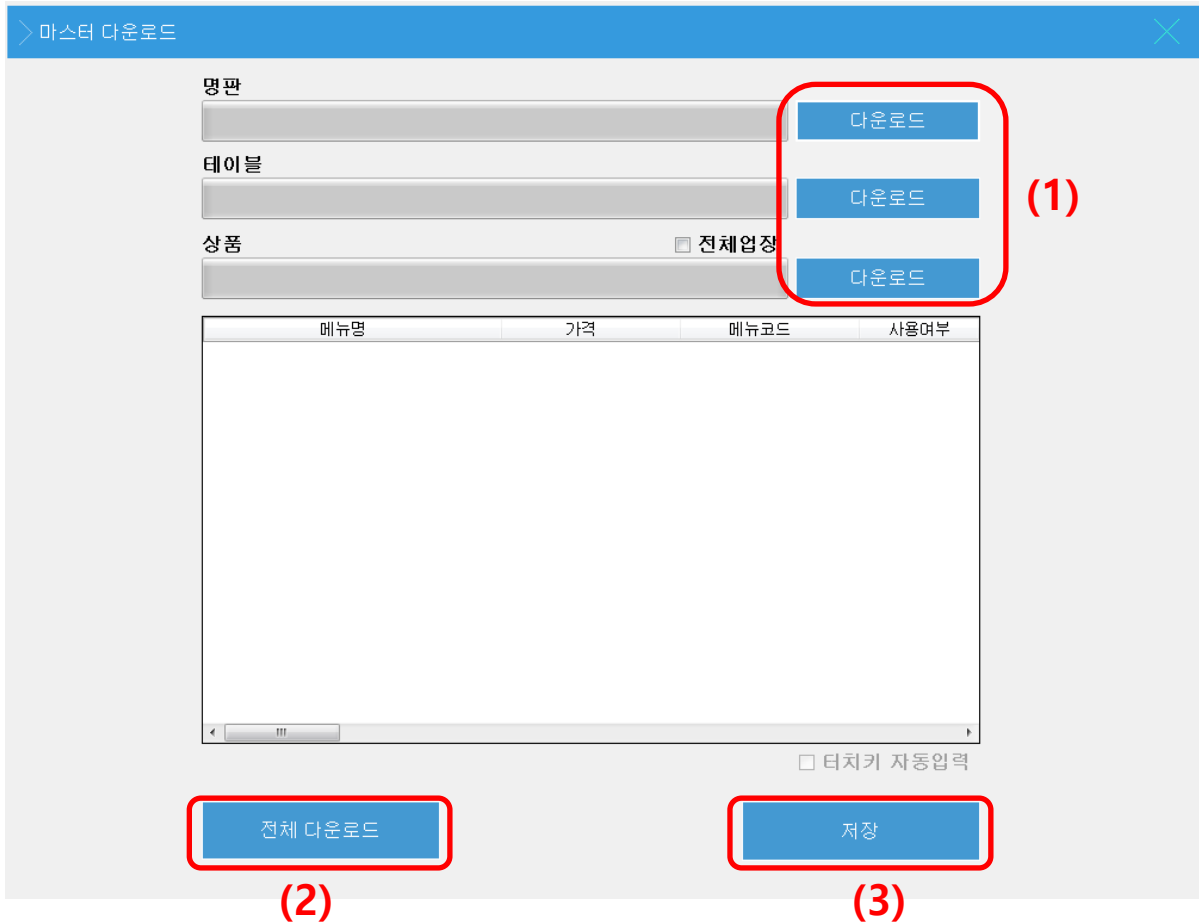 마스터 다운로드
명판
다운로드
테이블
다운로드
(1)
상품
전체업장
다운로드
메뉴명 가격 메뉴코드 사용여부
터치키 자동입력
전체 다운로드
저장
(2)
(3)